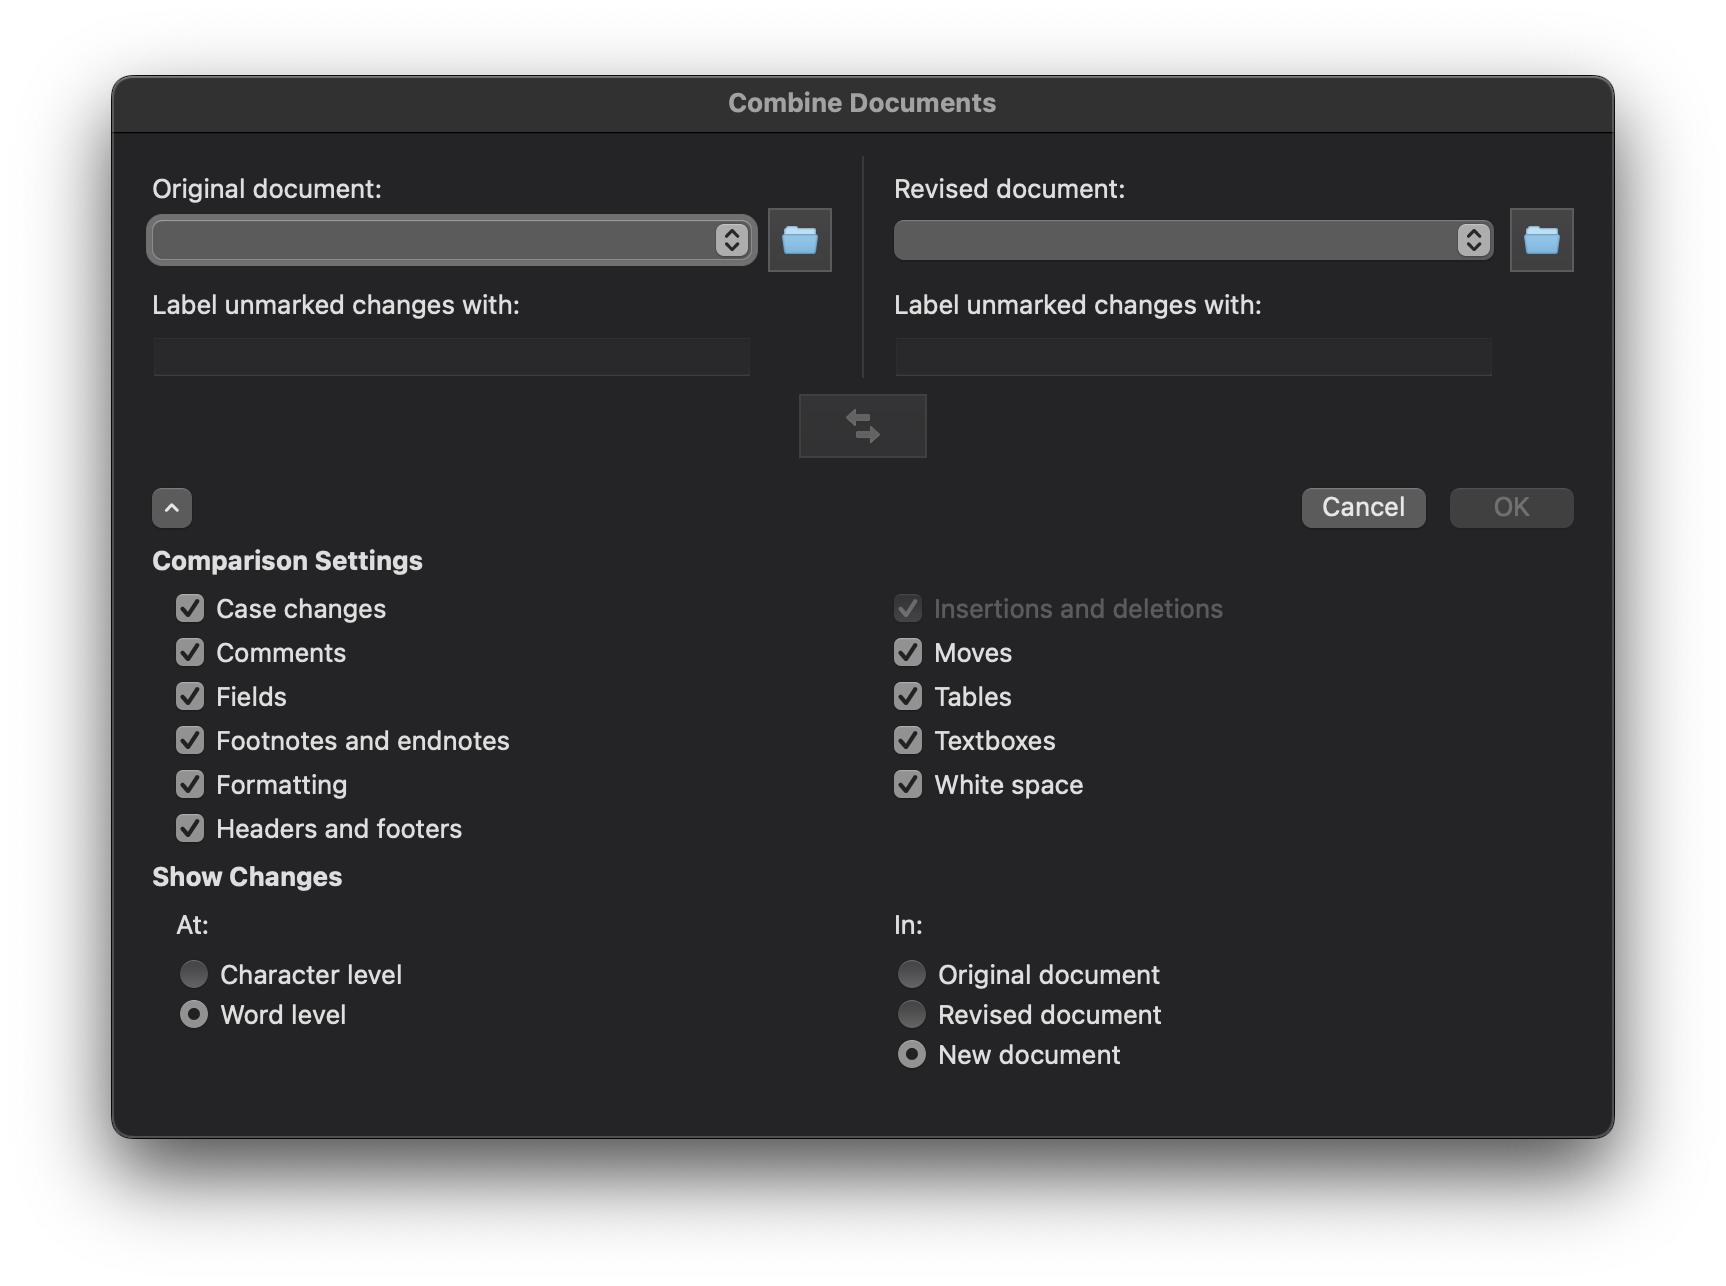 Combine Documents
Original document:
Label unmarked changes with:
Revised document:
Label unmarked changes with:
Cancel
OK
Comparison Settings
Case changes
Comments
Fields
Footnotes and endnotes
Formatting
Headers and footers
Insertions and deletions
Moves
Tables
Textboxes
White space
Show Changes
At:
Character level
Word level
In:
Original document
Revised document
New document